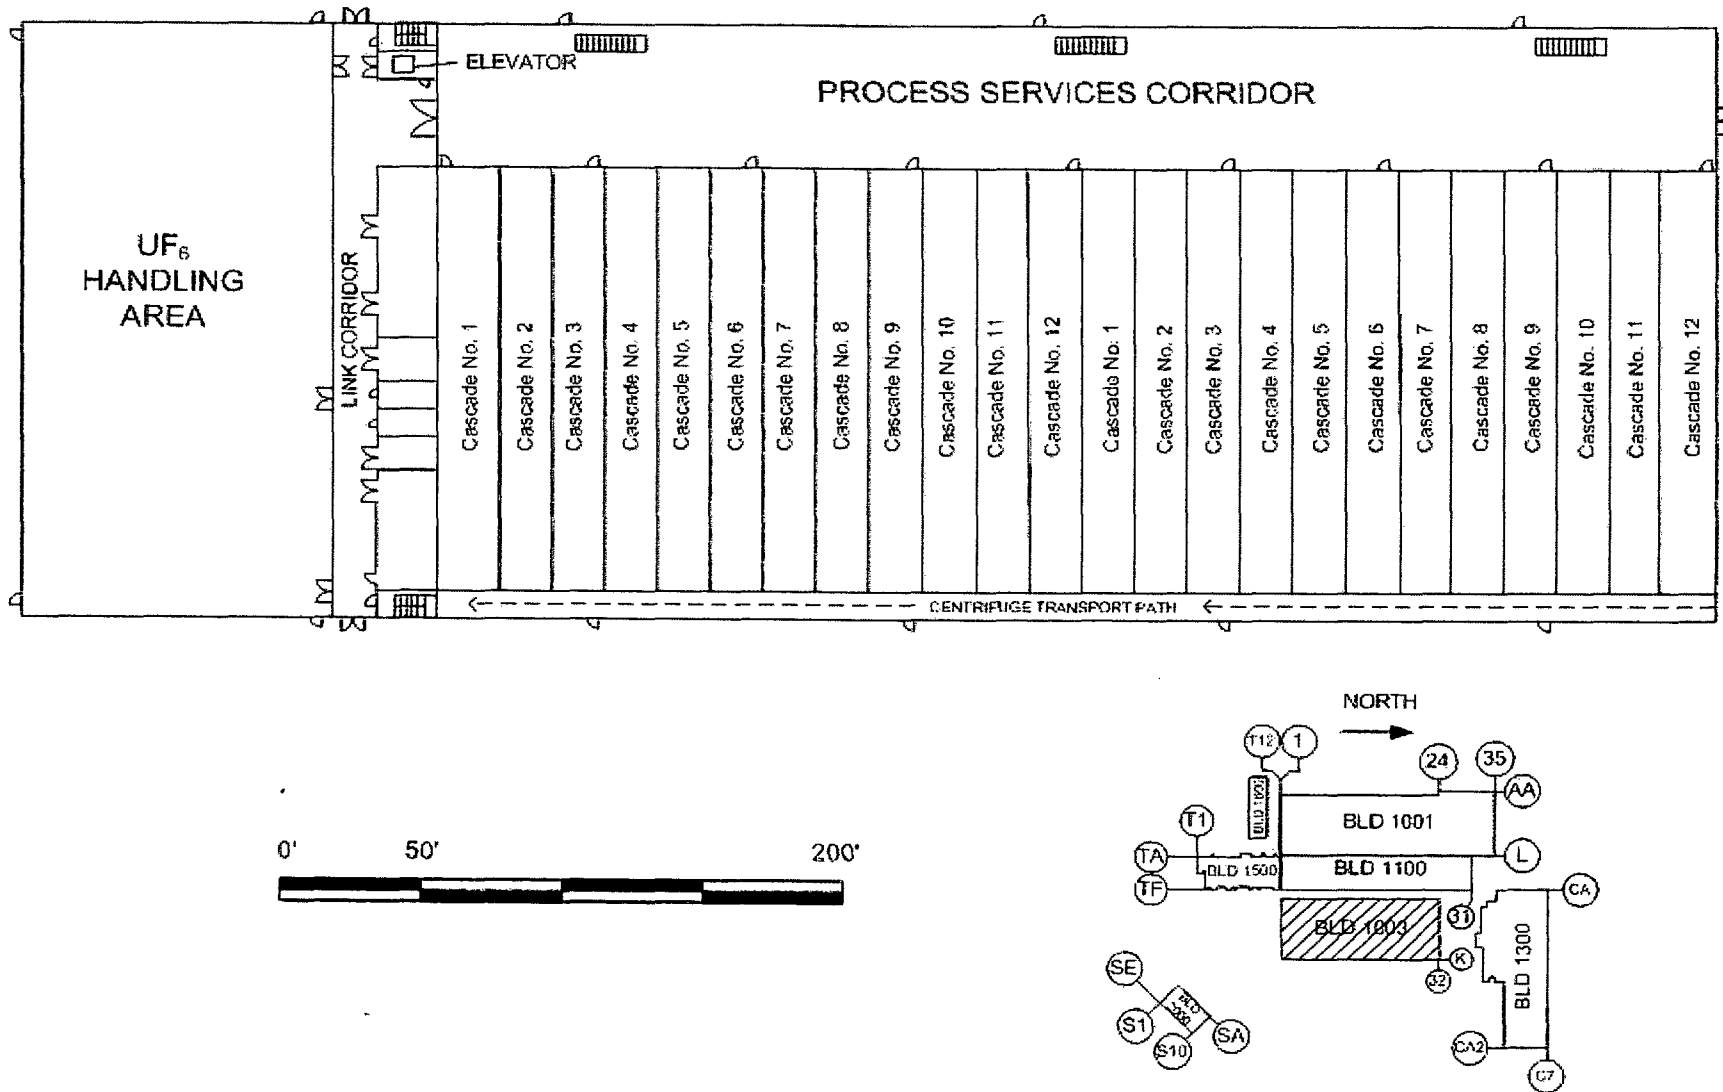 ELEVATOR
PROCESS SERVICES CORRIDOR
UF₆
HANDLING
AREA
LINK CORRIDOR
Cascade No. 1
Cascade No. 2
Cascade No. 3
Cascade No. 4
Cascade No. 5
Cascade No. 6
Cascade No. 7
Cascade No. 8
Cascade No. 9
Cascade No. 10
Cascade No. 11
Cascade No. 12
Cascade No. 1
Cascade No. 2
Cascade No. 3
Cascade No. 4
Cascade No. 5
Cascade No. 6
Cascade No. 7
Cascade No. 8
Cascade No. 9
Cascade No. 10
Cascade No. 11
Cascade No. 12
CENTRIFUGE TRANSPORT PATH
0' 50' 200'
NORTH
T12 1
24 35
AA
BLD 1001
T1
TA
L
BLD 1500
BLD 1100
TF
CA
31
BLD 1003
K
32
BLD 1300
SE
BLD
S1
SA
S10
CA2
C7